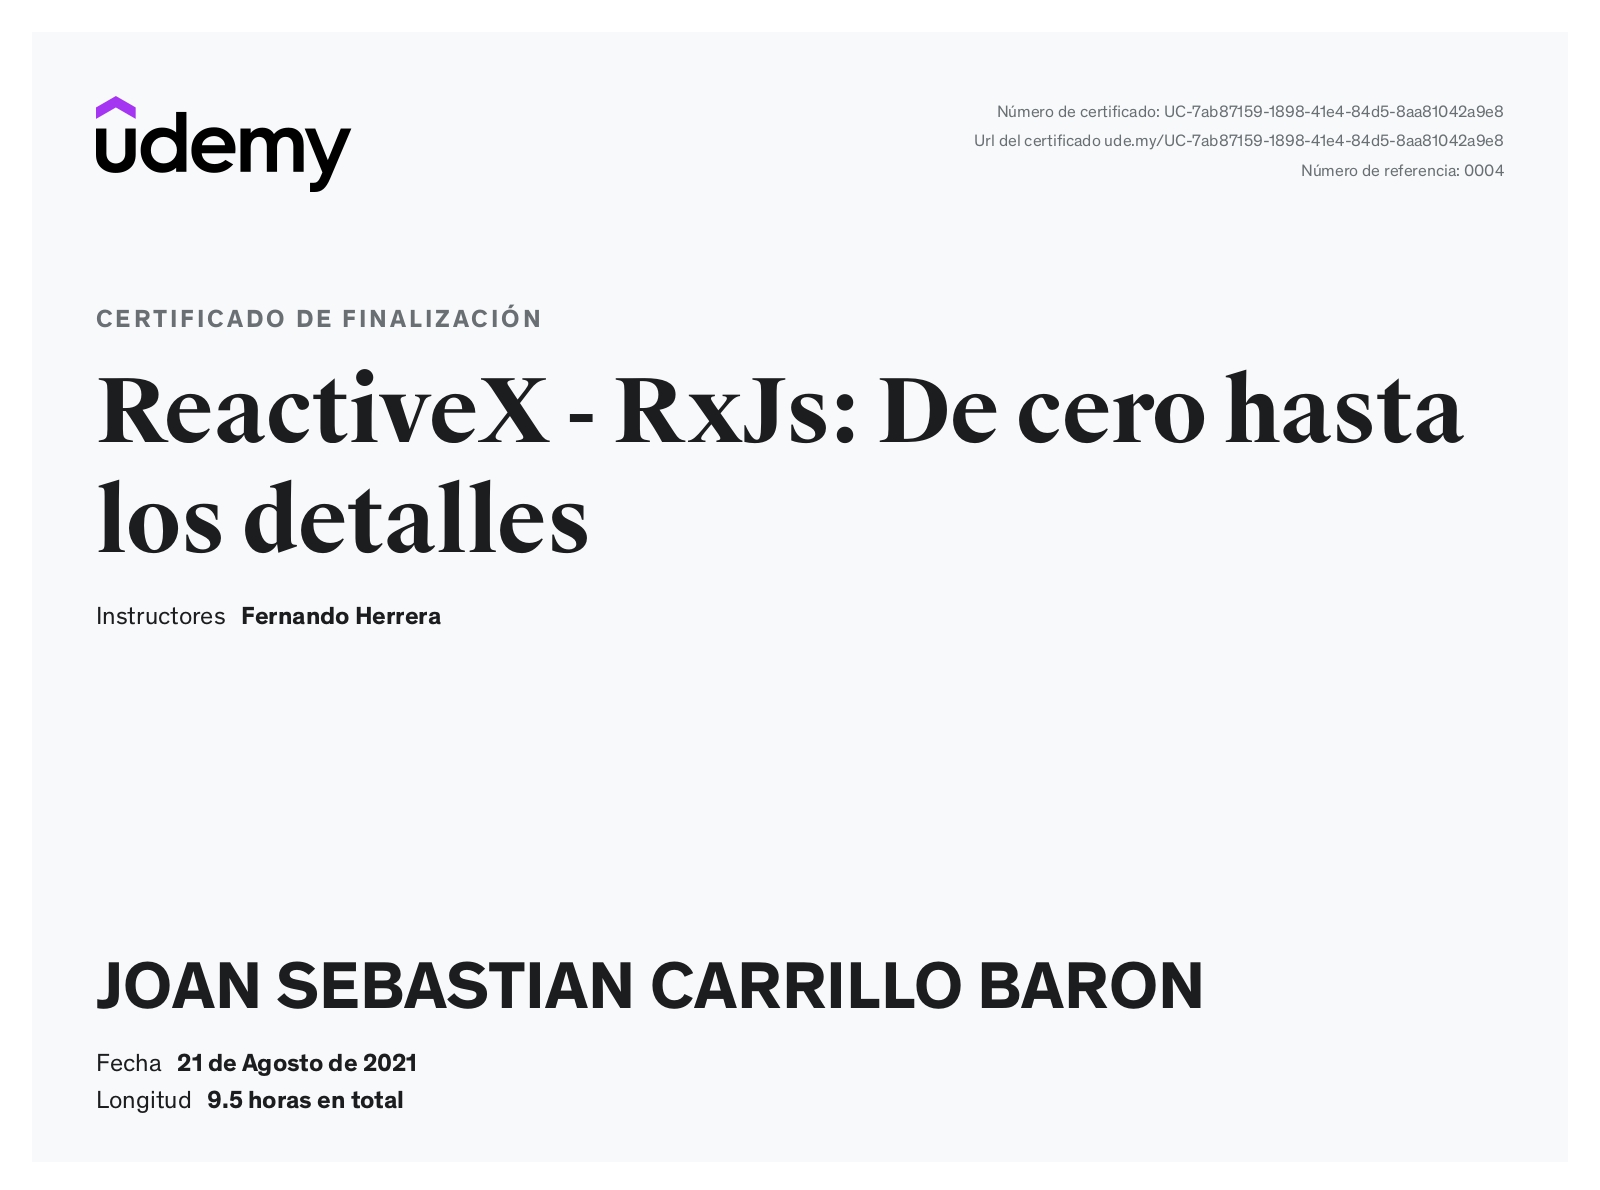 udemy
Número de certificado: UC-7ab87159-1898-41e4-84d5-8aa81042a9e8
Url del certificado ude.my/UC-7ab87159-1898-41e4-84d5-8aa81042a9e8
Número de referencia: 0004
CERTIFICADO DE FINALIZACIÓN
ReactiveX - RxJs: De cero hasta
los detalles
Instructores Fernando Herrera
JOAN SEBASTIAN CARRILLO BARON
Fecha 21 de Agosto de 2021
Longitud 9.5 horas en total